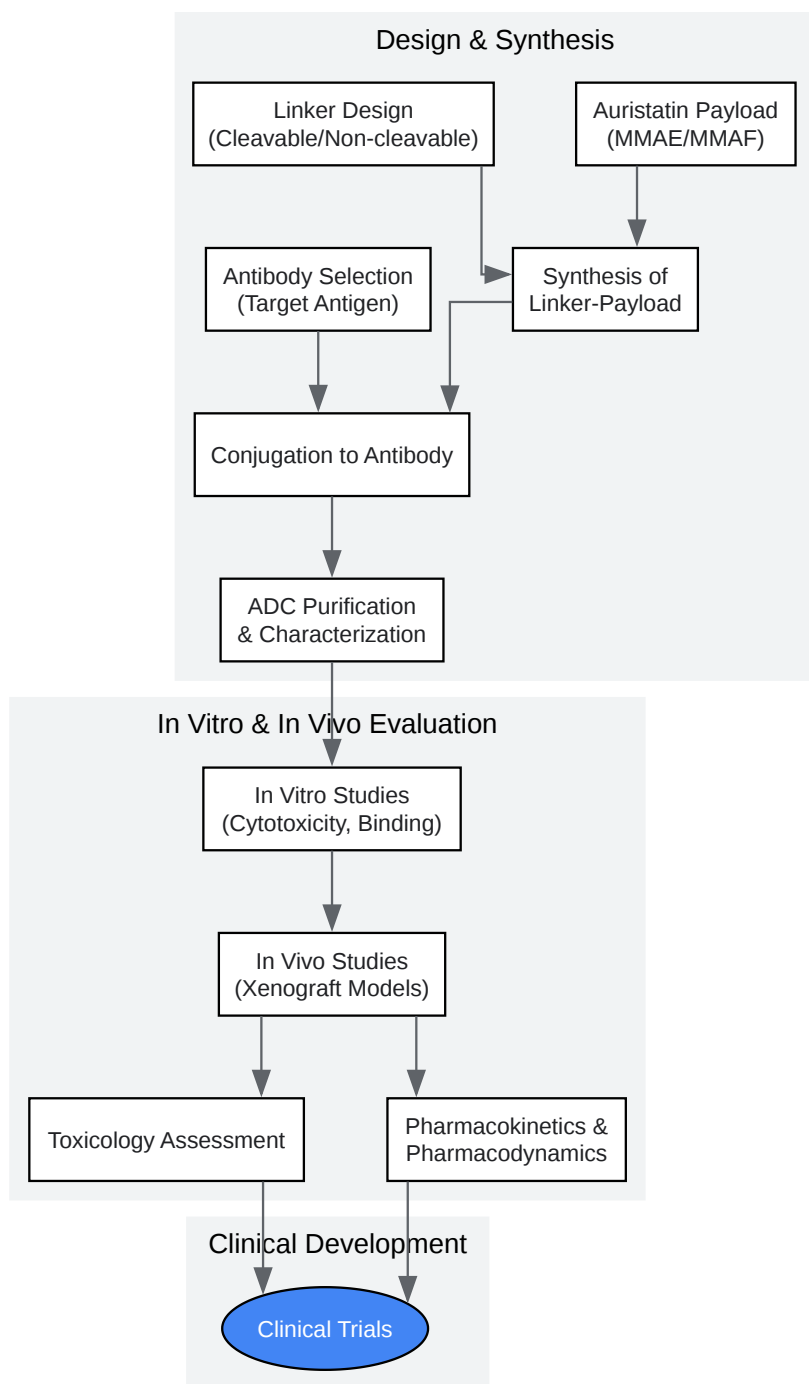 Design & Synthesis
Linker Design
(Cleavable/Non-cleavable)
Auristatin Payload
(MMAE/MMAF)
Antibody Selection
(Target Antigen)
Synthesis of
Linker-Payload
Conjugation to Antibody
ADC Purification
& Characterization
In Vitro & In Vivo Evaluation
In Vitro Studies
(Cytotoxicity, Binding)
In Vivo Studies
(Xenograft Models)
Toxicology Assessment
Pharmacokinetics &
Pharmacodynamics
Clinical Development
Clinical Trials